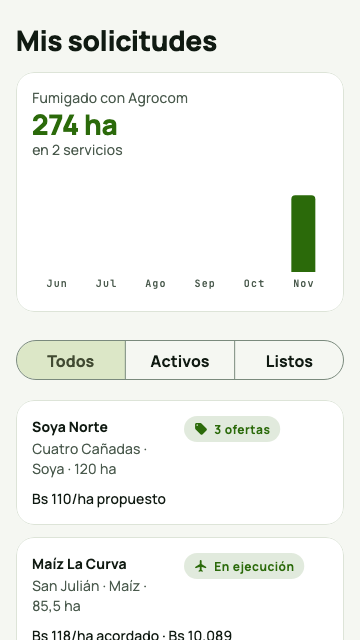 Mis solicitudes
Fumigado con Agrocom
274 ha
en 2 servicios
Jun Jul Ago Sep Oct Nov
Todos Activos Listos
Soya Norte
3 ofertas
Cuatro Cañadas ·
Soya · 120 ha
Bs 110/ha propuesto
Maíz La Curva
En ejecución
San Julián · Maíz ·
85,5 ha
Bs 118/ha acordado · Bs 10.089